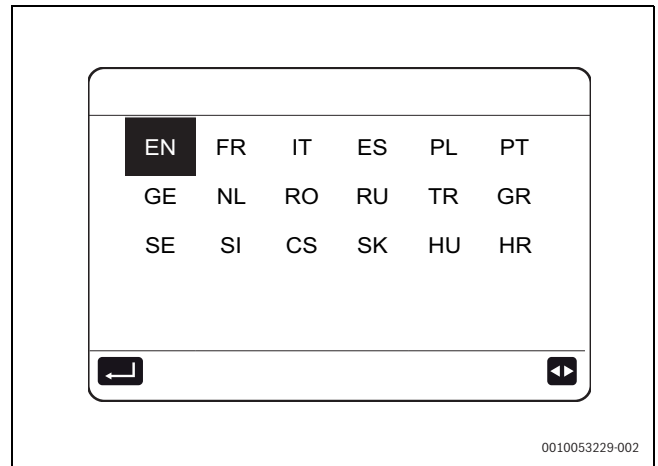 EN FR IT ES PL PT
GE NL RO RU TR GR
SE SI CS SK HU HR
0010053229-002